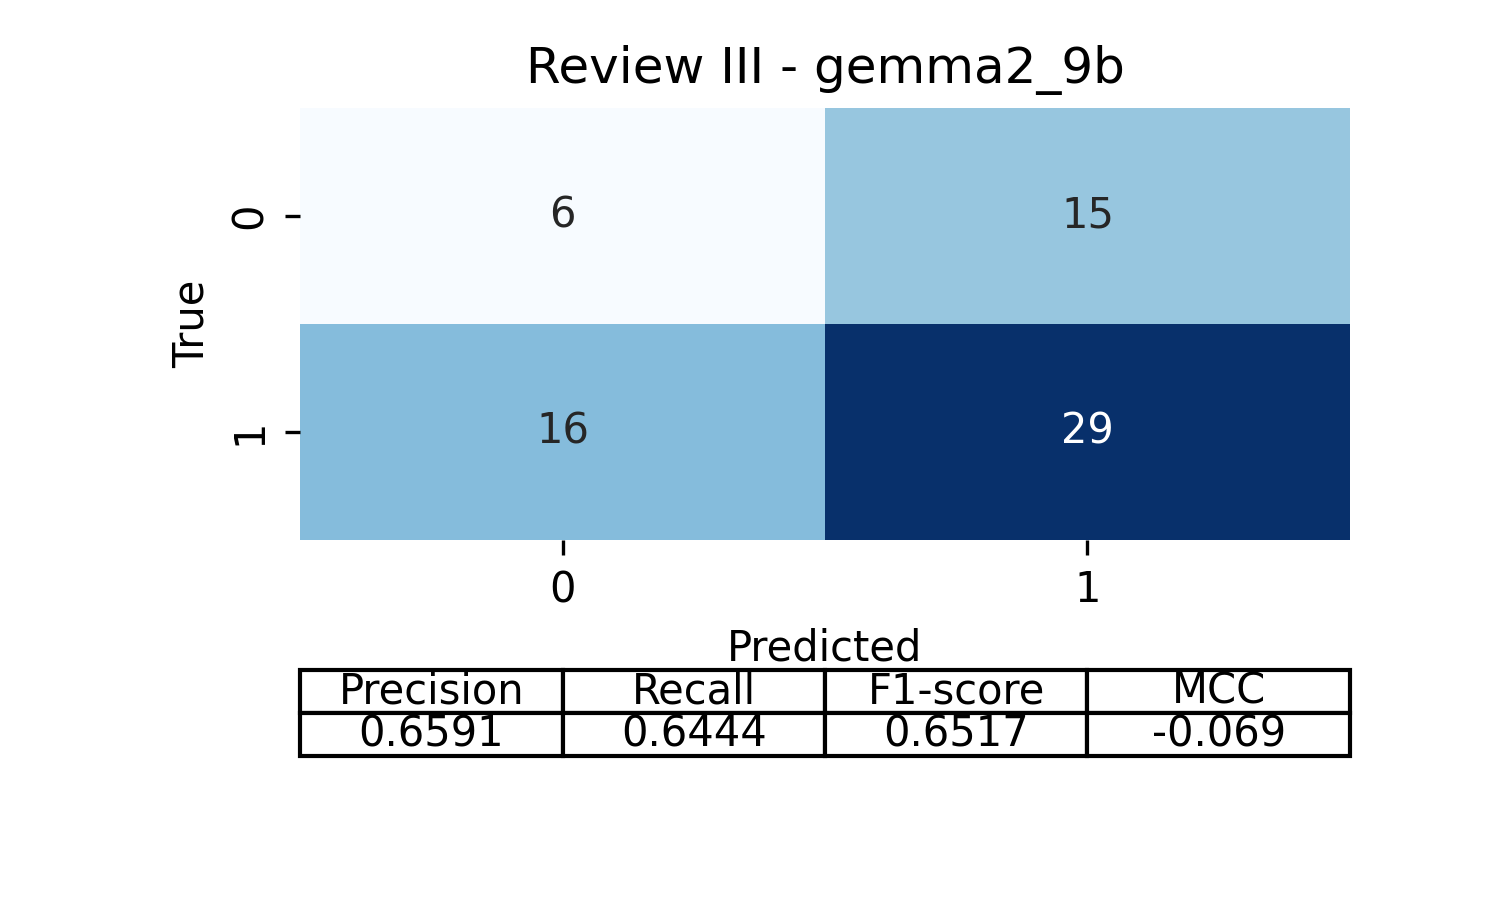 Review III - gemma2_9b
0 6 15
True
1 16 29
0 1
Predicted
Precision Recall F1-score MCC
0.6591 0.6444 0.6517 -0.069